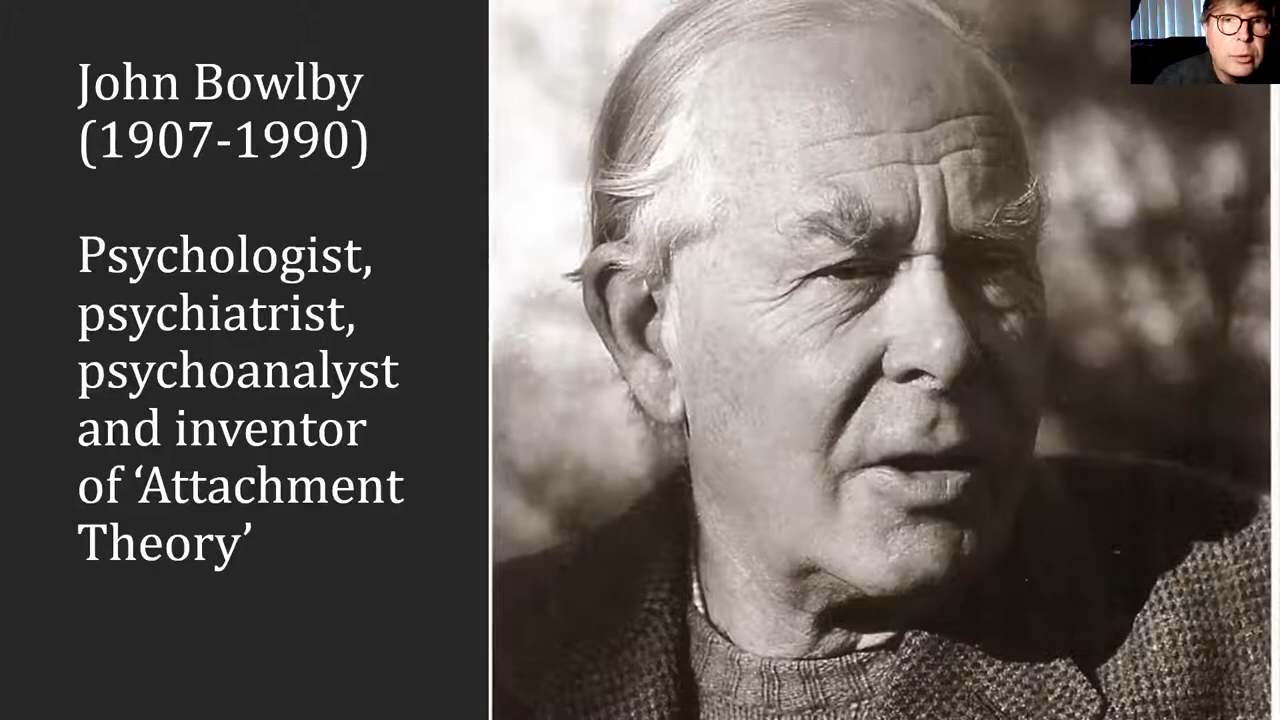 John Bowlby
(1907-1990)
Psychologist,
psychiatrist,
psychoanalyst
and inventor
of ‘Attachment
Theory’